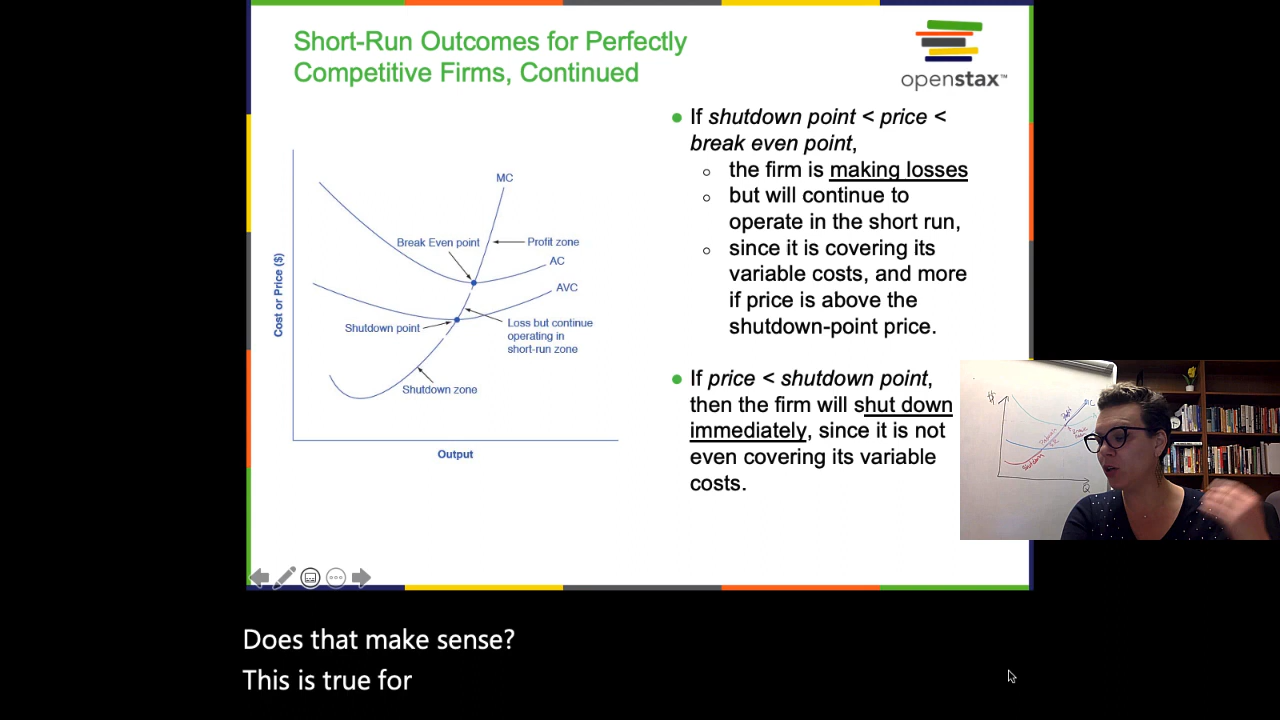 Short-Run Outcomes for Perfectly
Competitive Firms, Continued
openstax™
If shutdown point < price <
break even point,
the firm is making losses
but will continue to
operate in the short run,
since it is covering its
variable costs, and more
if price is above the
shutdown-point price.
If price < shutdown point,
then the firm will shut down
immediately, since it is not
even covering its variable
costs.
Cost or Price ($)
MC
Break Even point
Profit zone
AC
AVC
Shutdown point
Loss but continue
operating in
short-run zone
Shutdown zone
Output
$
MC
Q
Does that make sense?
This is true for